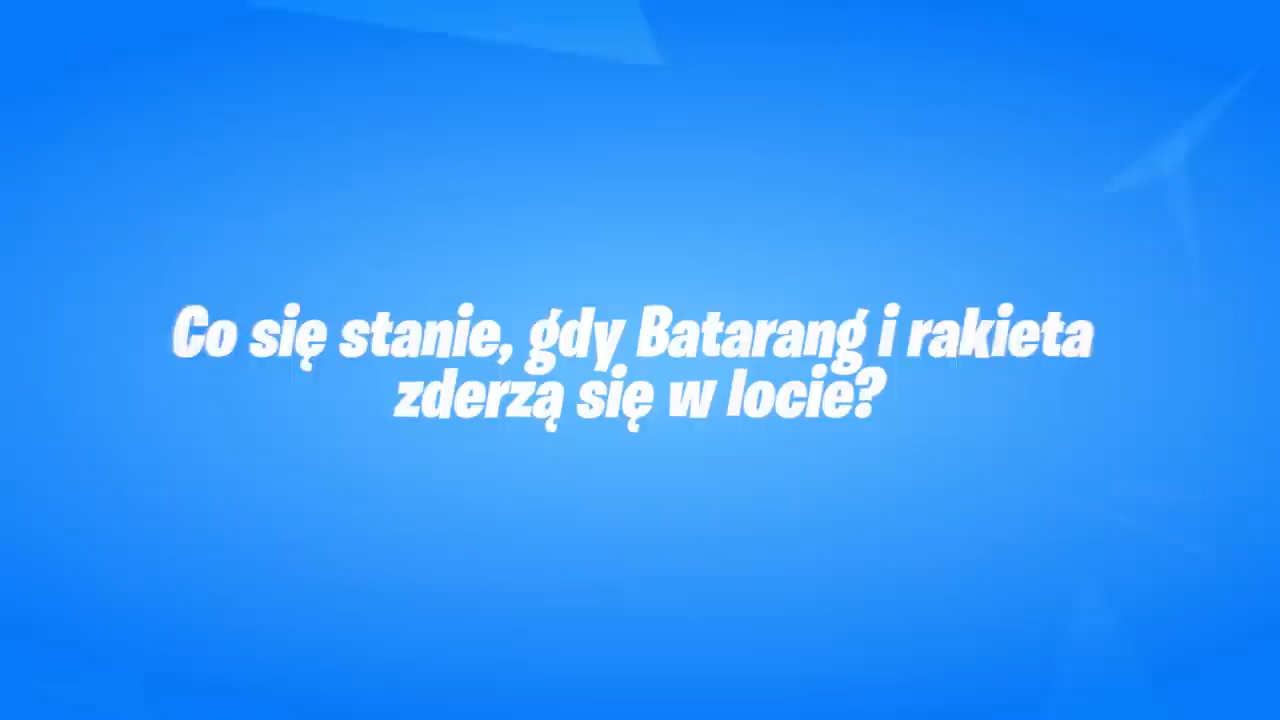 Co się stanie, gdy Batarang i rakieta
zderzą się w locie?